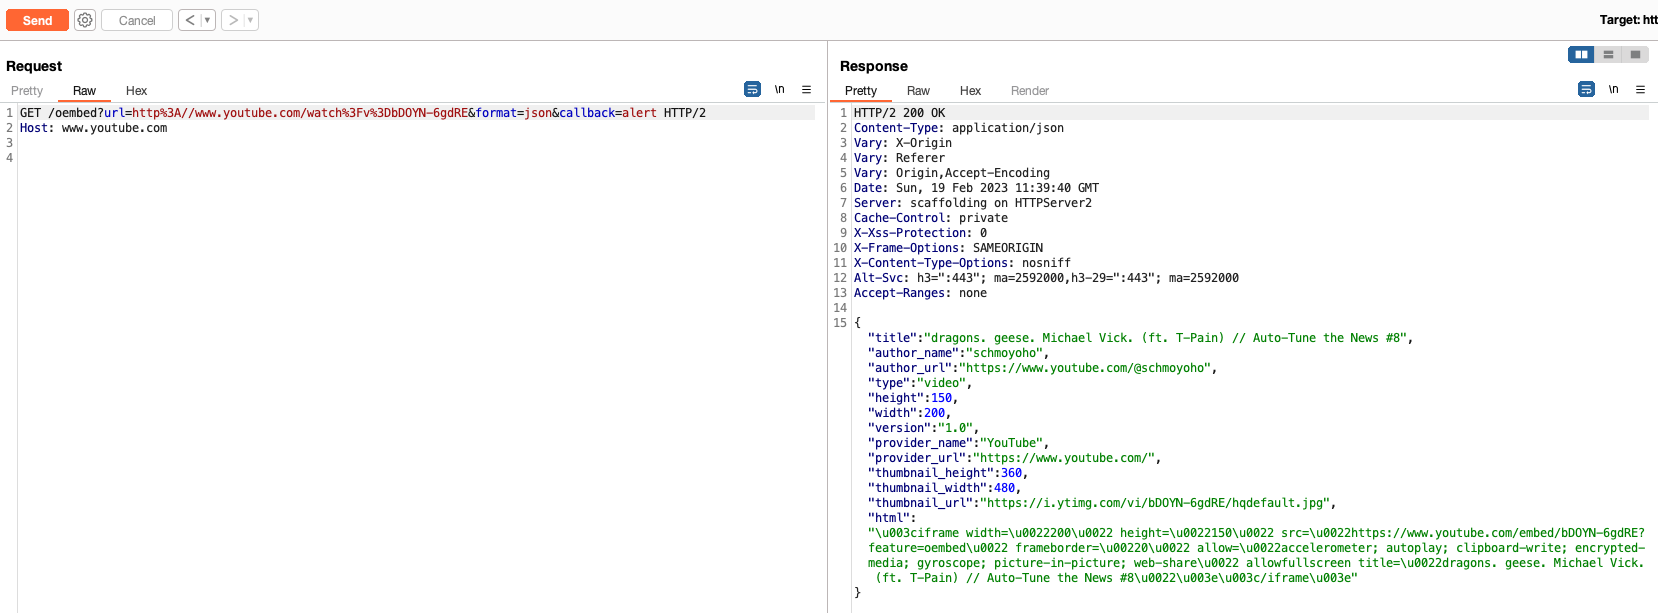 Send Cancel < ▼ > ▼ Target: htt
Request
Pretty Raw Hex \n
1 GET /oembed?url=http%3A//www.youtube.com/watch%3Fv%3DbDOYN-6gdRE&format=json&callback=alert HTTP/2
2 Host: www.youtube.com
3
4
Response
Pretty Raw Hex Render \n
1 HTTP/2 200 OK
2 Content-Type: application/json
3 Vary: X-Origin
4 Vary: Referer
5 Vary: Origin,Accept-Encoding
6 Date: Sun, 19 Feb 2023 11:39:40 GMT
7 Server: scaffolding on HTTPServer2
8 Cache-Control: private
9 X-Xss-Protection: 0
10 X-Frame-Options: SAMEORIGIN
11 X-Content-Type-Options: nosniff
12 Alt-Svc: h3=":443"; ma=2592000,h3-29=":443"; ma=2592000
13 Accept-Ranges: none
14
15 {
"title":"dragons. geese. Michael Vick. (ft. T-Pain) // Auto-Tune the News #8",
"author_name":"schmoyoho",
"author_url":"https://www.youtube.com/@schmoyoho",
"type":"video",
"height":150,
"width":200,
"version":"1.0",
"provider_name":"YouTube",
"provider_url":"https://www.youtube.com/",
"thumbnail_height":360,
"thumbnail_width":480,
"thumbnail_url":"https://i.ytimg.com/vi/bDOYN-6gdRE/hqdefault.jpg",
"html":
"\u003ciframe width=\u0022200\u0022 height=\u0022150\u0022 src=\u0022https://www.youtube.com/embed/bDOYN-6gdRE?
feature=oembed\u0022 frameborder=\u00220\u0022 allow=\u0022accelerometer; autoplay; clipboard-write; encrypted-
media; gyroscope; picture-in-picture; web-share\u0022 allowfullscreen title=\u0022dragons. geese. Michael Vick.
(ft. T-Pain) // Auto-Tune the News #8\u0022\u003e\u003c/iframe\u003e"
}